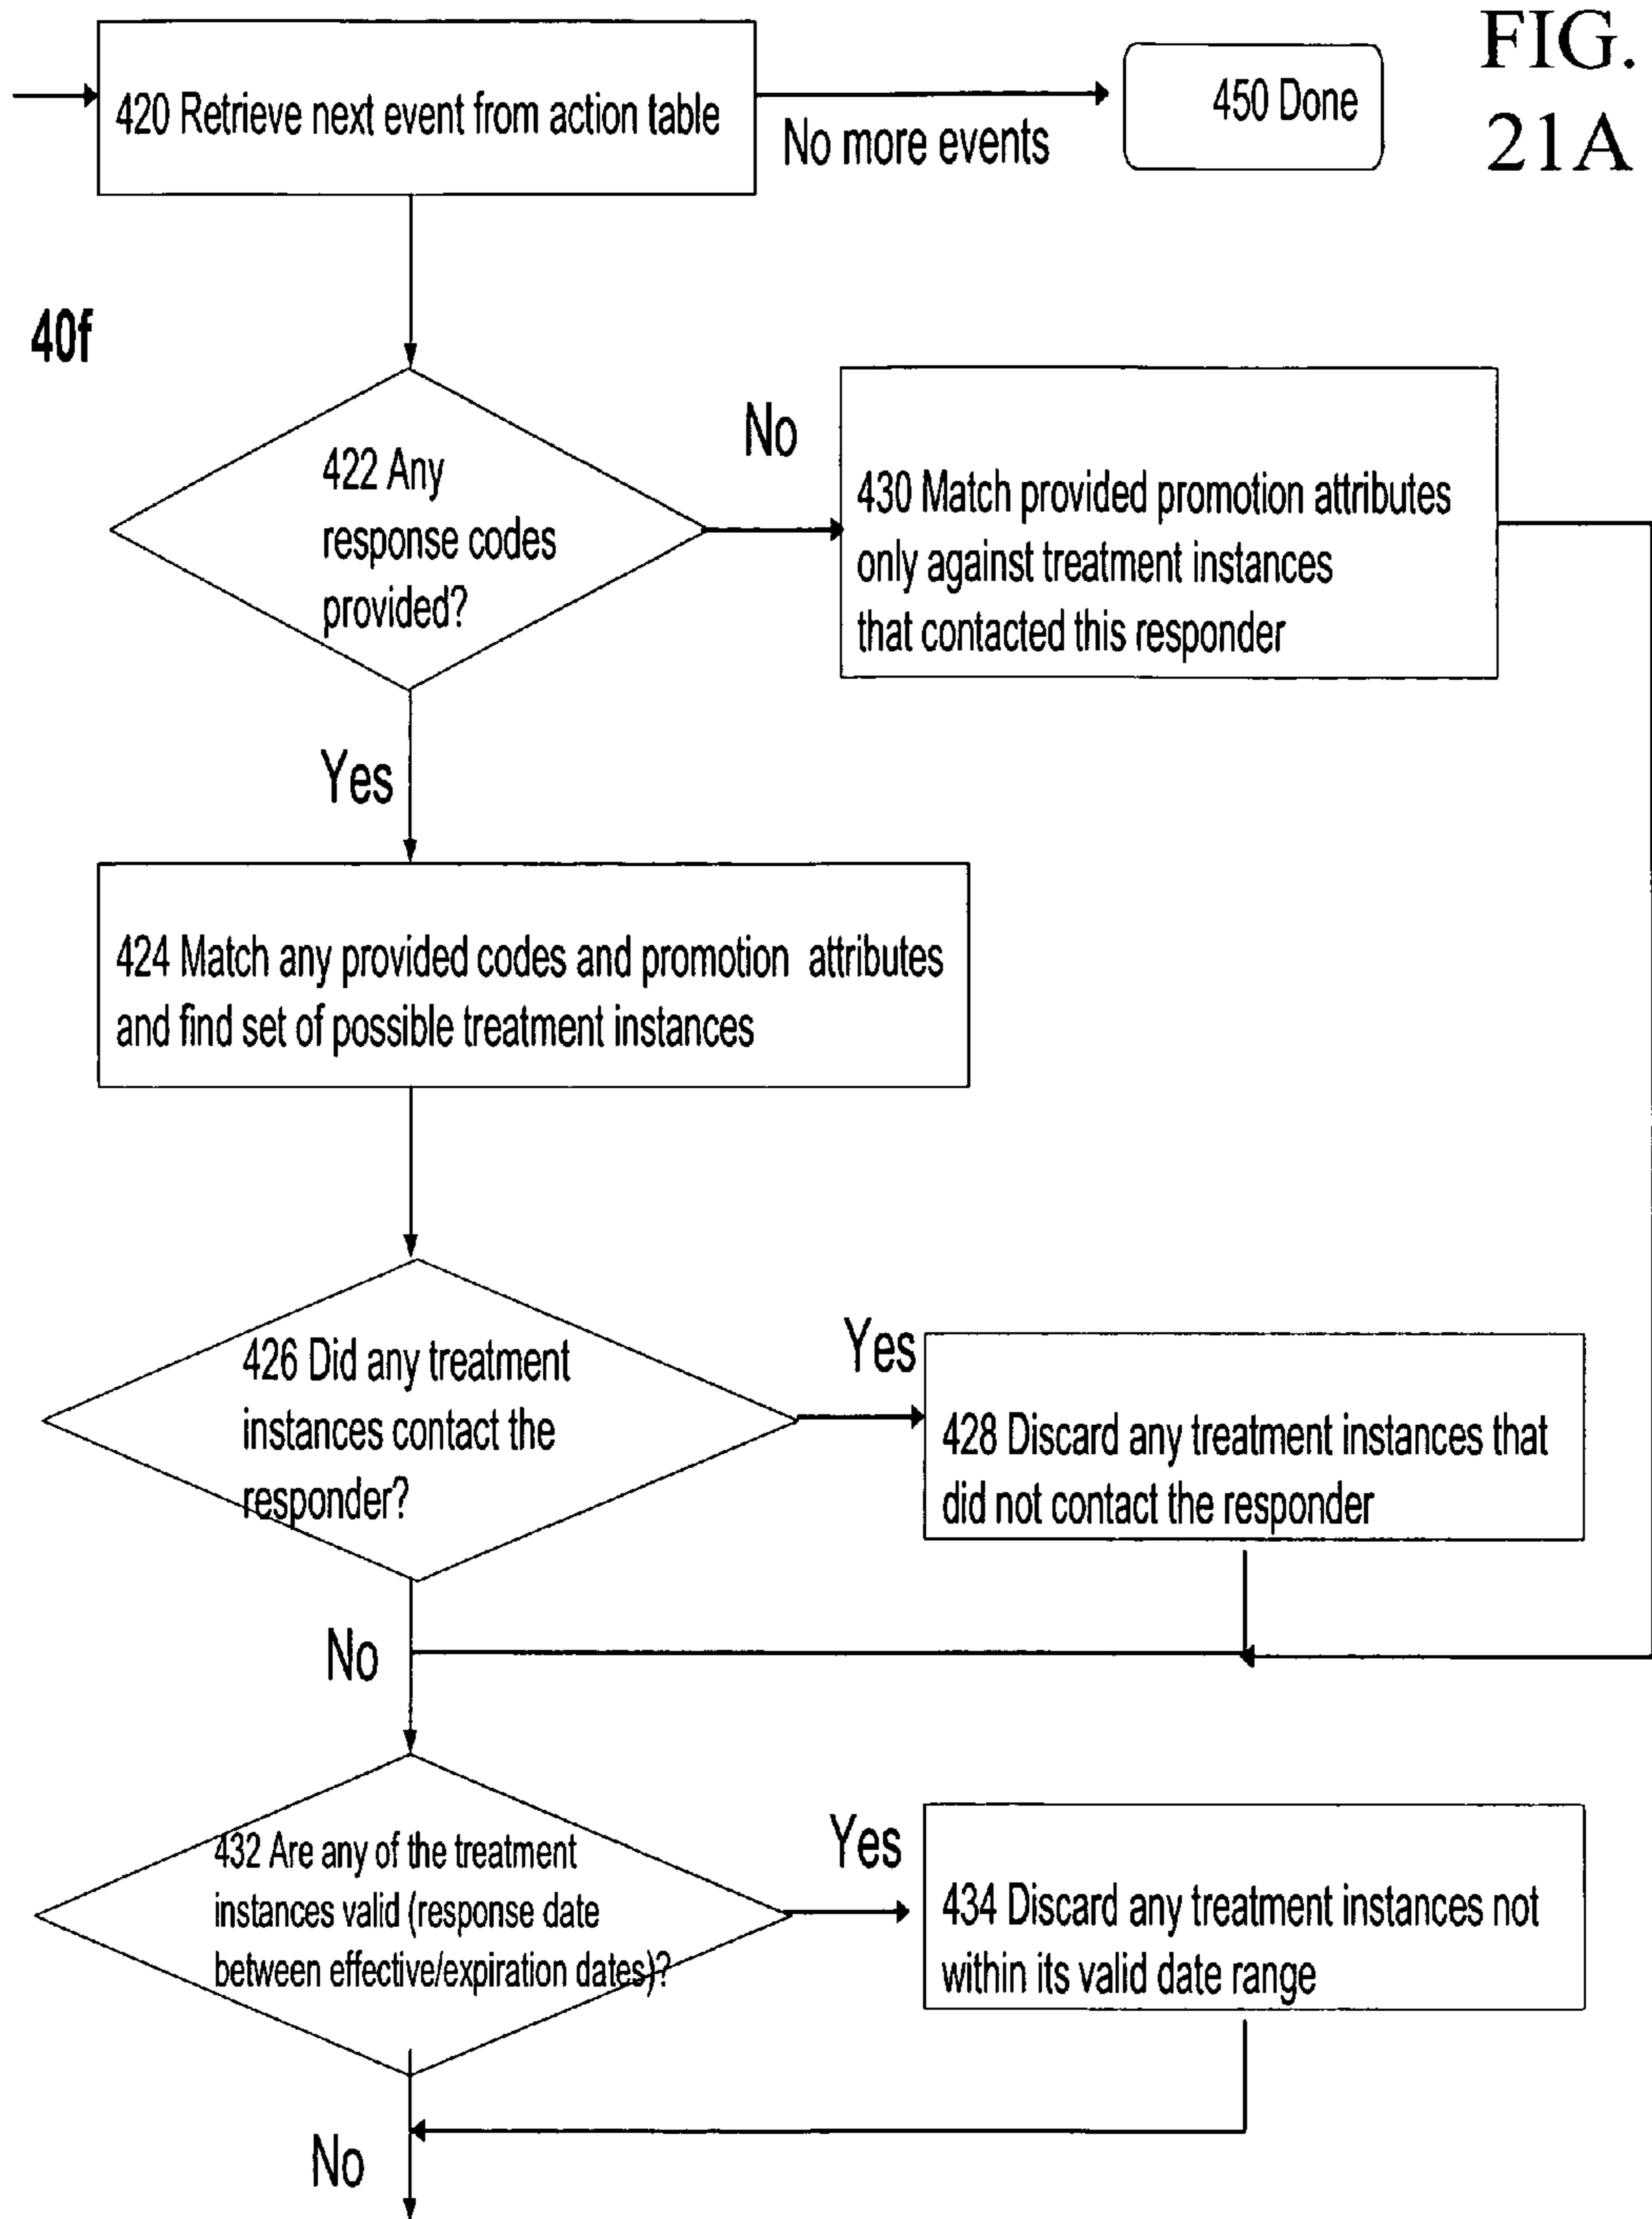 FIG.
21A
420 Retrieve next event from action table
No more events
450 Done
40f
422 Any
response codes
provided?
No
430 Match provided promotion attributes
only against treatment instances
that contacted this responder
Yes
424 Match any provided codes and promotion attributes
and find set of possible treatment instances
426 Did any treatment
instances contact the
responder?
Yes
428 Discard any treatment instances that
did not contact the responder
No
432 Are any of the treatment
instances valid (response date
between effective/expiration dates)?
Yes
434 Discard any treatment instances not
within its valid date range
No